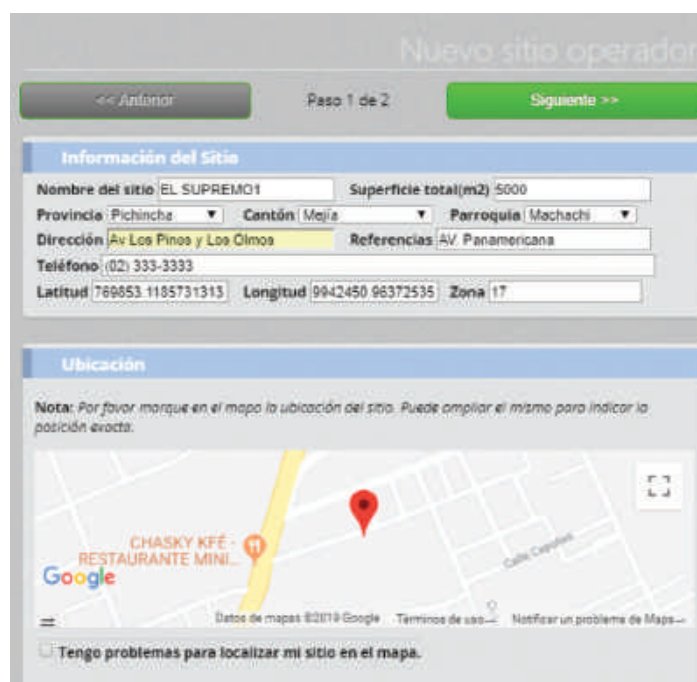 Nuevo sitio operador
<< Anterior Paso 1 de 2 Siguiente >>
Información del Sitio
Nombre del sitio EL SUPREMO1 Superficie total(m2) 5000
Provincia Pichincha Cantón Mejía Parroquia Machachi
Dirección Av Los Pinos y Los Olmos Referencias AV. Panamericana
Teléfono (02) 333-3333
Latitud 769853.1185731313 Longitud 9942450.96372535 Zona 17
Ubicación
Nota: Por favor marque en el mapa la ubicación del sitio. Puede ampliar el mismo para indicar la
posición exacta.
CHASKY KFÉ -
RESTAURANTE MINI...
Calle Capulíes
Google
Datos de mapas ©2019 Google Términos de uso Notificar un problema de Maps
Tengo problemas para localizar mi sitio en el mapa.